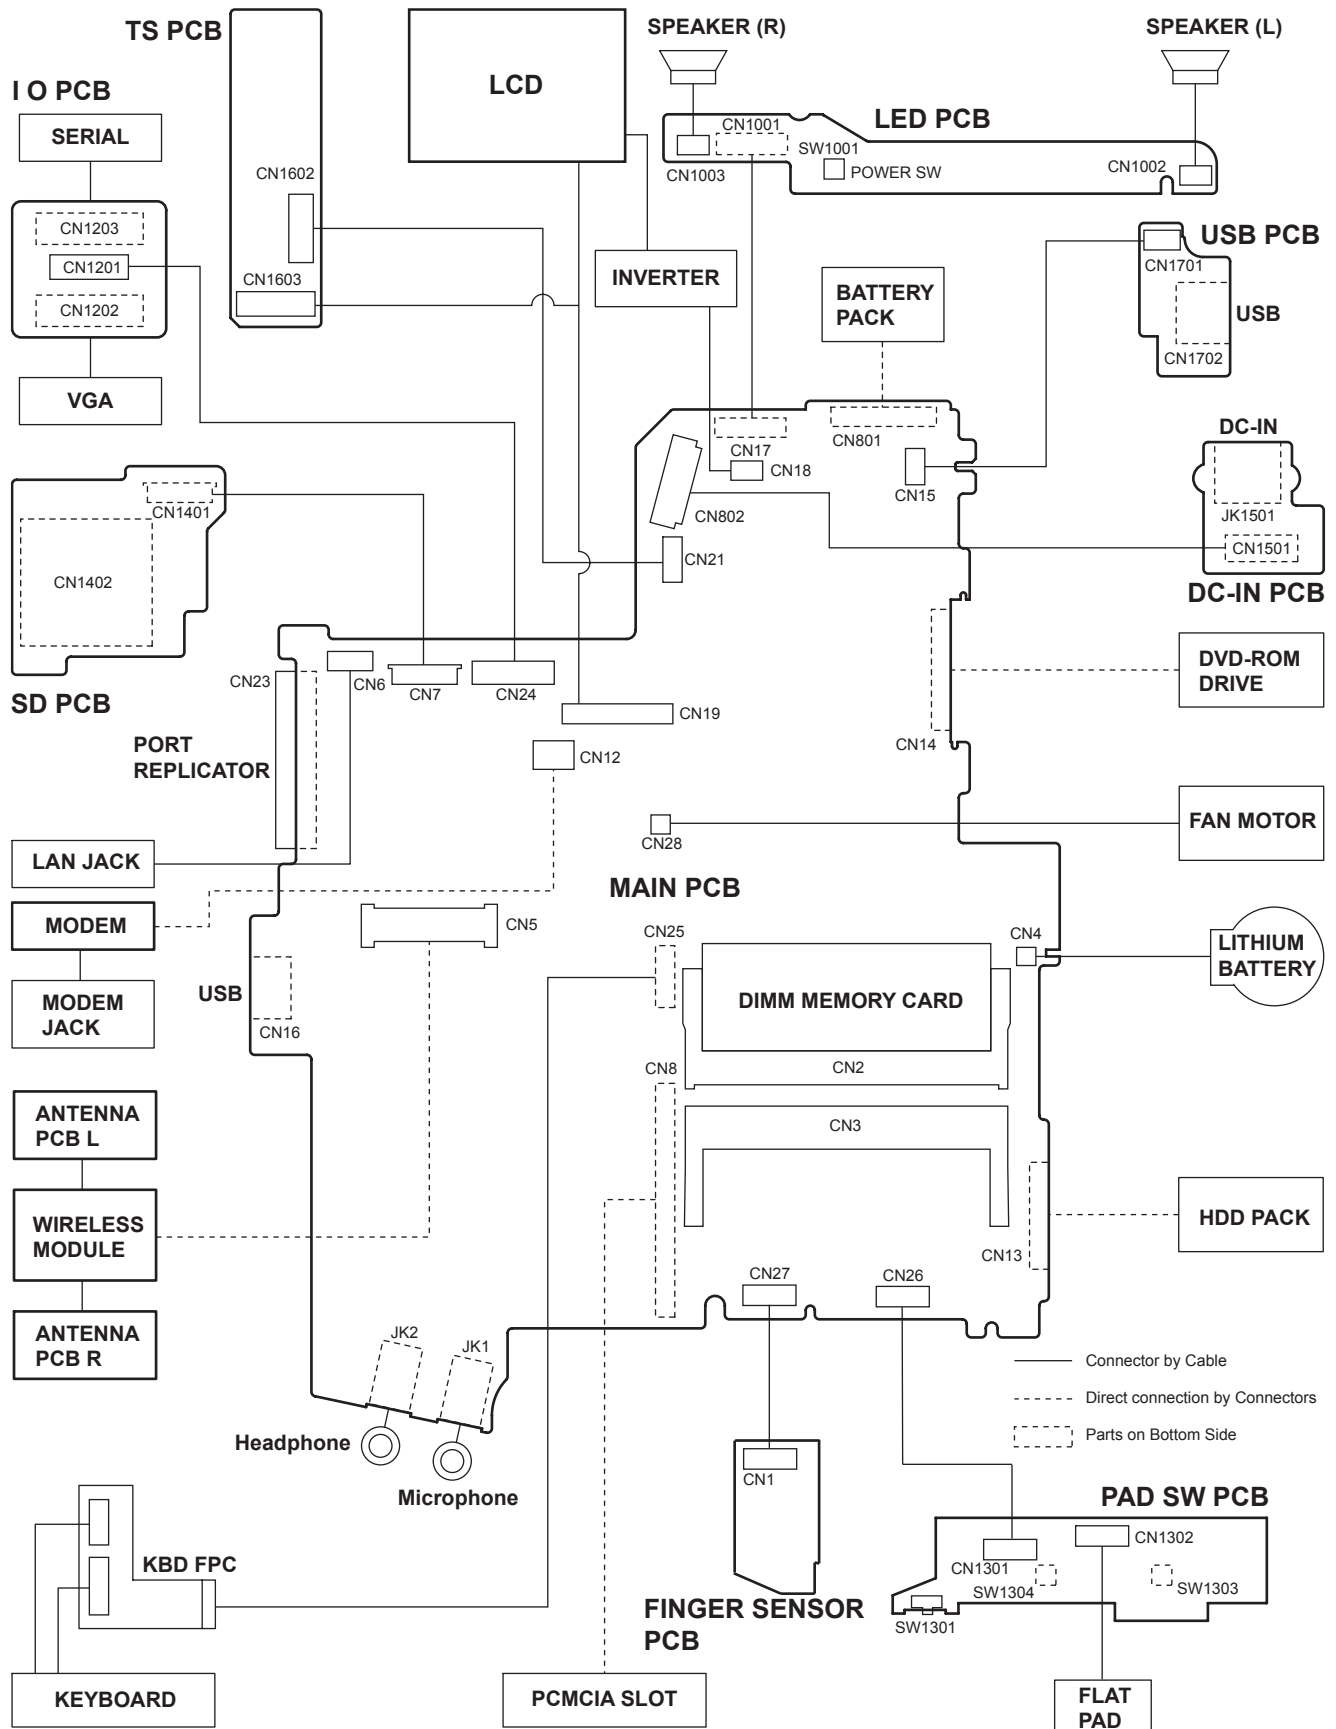 TS PCB
LCD
SPEAKER (R)
SPEAKER (L)
I O PCB
SERIAL
CN1203
CN1201
CN1202
VGA
CN1602
CN1603
LED PCB
CN1001
SW1001
CN1003
POWER SW
CN1002
INVERTER
BATTERY
PACK
USB PCB
CN1701
USB
CN1702
CN17
CN18
CN801
CN15
CN802
CN21
DC-IN
JK1501
CN1501
DC-IN PCB
CN1401
CN1402
SD PCB
CN23
CN6
CN7
CN24
CN19
CN12
PORT
REPLICATOR
CN14
DVD-ROM
DRIVE
CN28
FAN MOTOR
LAN JACK
MODEM
MODEM
JACK
MAIN PCB
CN5
CN25
CN4
LITHIUM
BATTERY
USB
CN16
DIMM MEMORY CARD
CN2
CN8
CN3
ANTENNA
PCB L
WIRELESS
MODULE
ANTENNA
PCB R
CN13
HDD PACK
CN27
CN26
JK2
JK1
Headphone
Microphone
Connector by Cable
Direct connection by Connectors
Parts on Bottom Side
CN1
FINGER SENSOR
PCB
PAD SW PCB
CN1302
CN1301
SW1304
SW1303
SW1301
KBD FPC
KEYBOARD
PCMCIA SLOT
FLAT
PAD